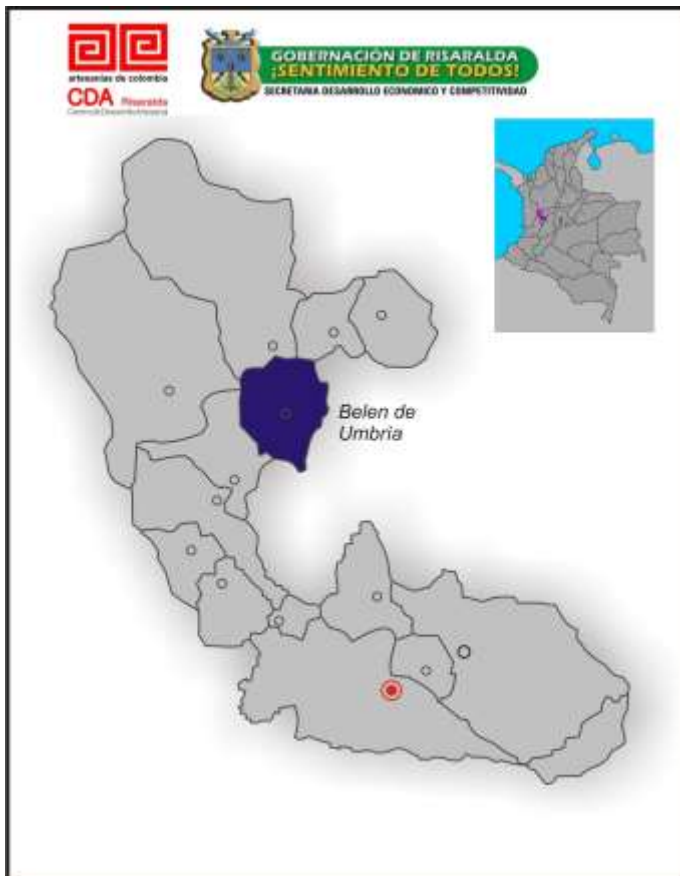 artesanías de colombia
CDA Risaralda
GOBERNACIÓN DE RISARALDA
¡SENTIMIENTO DE TODOS!
SECRETARIA DESARROLLO ECONOMICO Y COMPETITIVIDAD
Belen de
Umbria